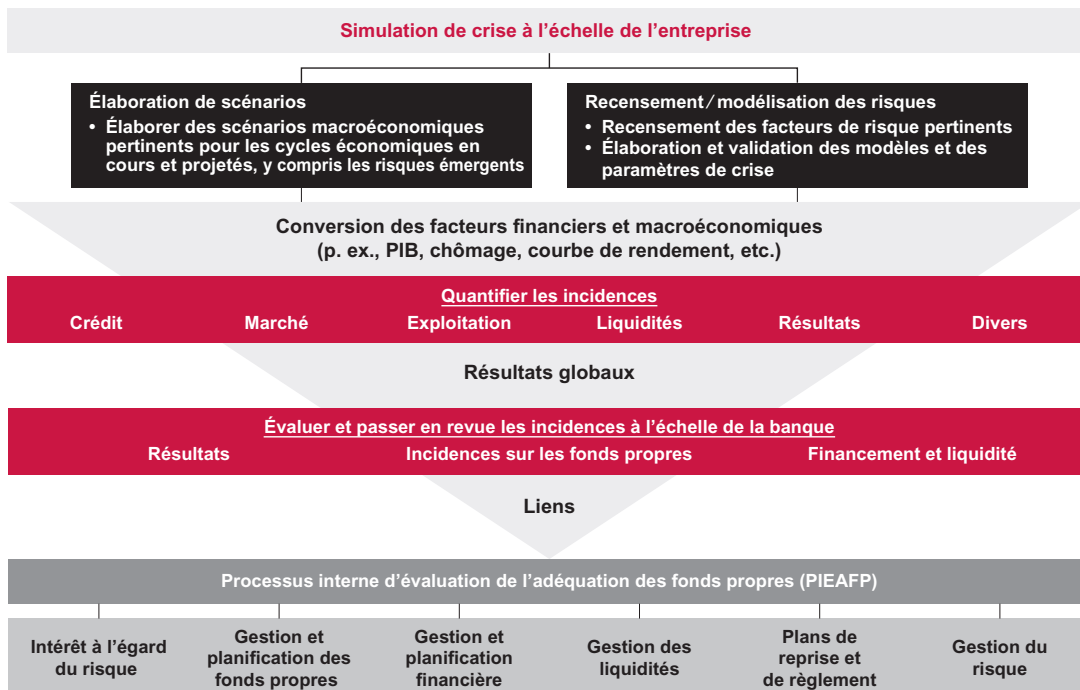 Simulation de crise à l'échelle de l'entreprise
Élaboration de scénarios
• Élaborer des scénarios macroéconomiques
pertinents pour les cycles économiques en
cours et projetés, y compris les risques émergents
Recensement/modélisation des risques
• Recensement des facteurs de risque pertinents
• Élaboration et validation des modèles et des
paramètres de crise
Conversion des facteurs financiers et macroéconomiques
(p. ex., PIB, chômage, courbe de rendement, etc.)
Quantifier les incidences
Crédit Marché Exploitation Liquidités Résultats Divers
Résultats globaux
Évaluer et passer en revue les incidences à l'échelle de la banque
Résultats Incidences sur les fonds propres Financement et liquidité
Liens
Processus interne d'évaluation de l'adéquation des fonds propres (PIEAFP)
Intérêt à l'égard
du risque
Gestion et
planification des
fonds propres
Gestion et
planification
financière
Gestion des
liquidités
Plans de
reprise et
de règlement
Gestion du
risque